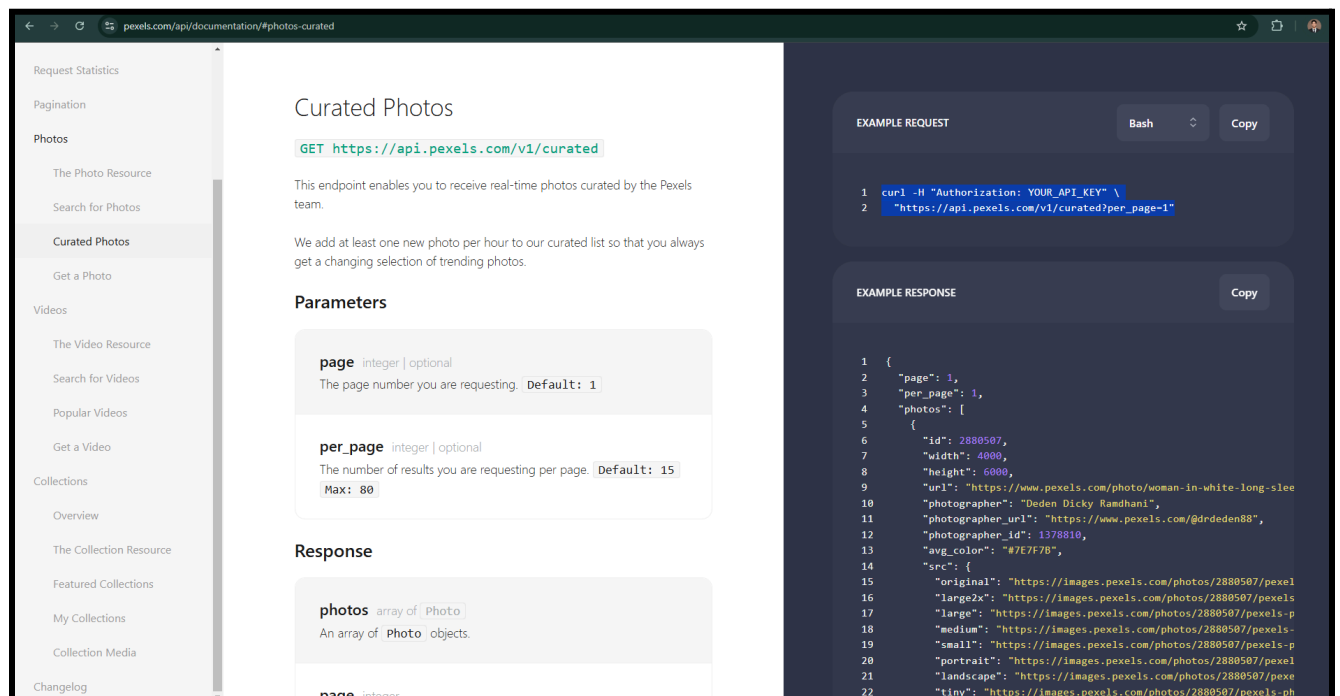 pexels.com/api/documentation/#photos-curated
Request Statistics
Pagination
Photos
The Photo Resource
Search for Photos
Curated Photos
Get a Photo
Videos
The Video Resource
Search for Videos
Popular Videos
Get a Video
Collections
Overview
The Collection Resource
Featured Collections
My Collections
Collection Media
Changelog
Curated Photos
GET https://api.pexels.com/v1/curated
This endpoint enables you to receive real-time photos curated by the Pexels
team.
We add at least one new photo per hour to our curated list so that you always
get a changing selection of trending photos.
Parameters
page integer | optional
The page number you are requesting. Default: 1
per_page integer | optional
The number of results you are requesting per page. Default: 15
Max: 80
Response
photos array of Photo
An array of Photo objects.
page integer
EXAMPLE REQUEST
Bash
Copy
1 curl -H "Authorization: YOUR_API_KEY" \
2 "https://api.pexels.com/v1/curated?per_page=1"
EXAMPLE RESPONSE
Copy
1 {
2 "page": 1,
3 "per_page": 1,
4 "photos": [
5 {
6 "id": 2880507,
7 "width": 4000,
8 "height": 6000,
9 "url": "https://www.pexels.com/photo/woman-in-white-long-slee
10 "photographer": "Deden Dicky Ramdhani",
11 "photographer_url": "https://www.pexels.com/@drdeden88",
12 "photographer_id": 1378810,
13 "avg_color": "#7E7F7B",
14 "src": {
15 "original": "https://images.pexels.com/photos/2880507/pexel
16 "large2x": "https://images.pexels.com/photos/2880507/pexels
17 "large": "https://images.pexels.com/photos/2880507/pexels-p
18 "medium": "https://images.pexels.com/photos/2880507/pexels-
19 "small": "https://images.pexels.com/photos/2880507/pexels-p
20 "portrait": "https://images.pexels.com/photos/2880507/pexel
21 "landscape": "https://images.pexels.com/photos/2880507/pexe
22 "tiny": "https://images.pexels.com/photos/2880507/pexels-ph